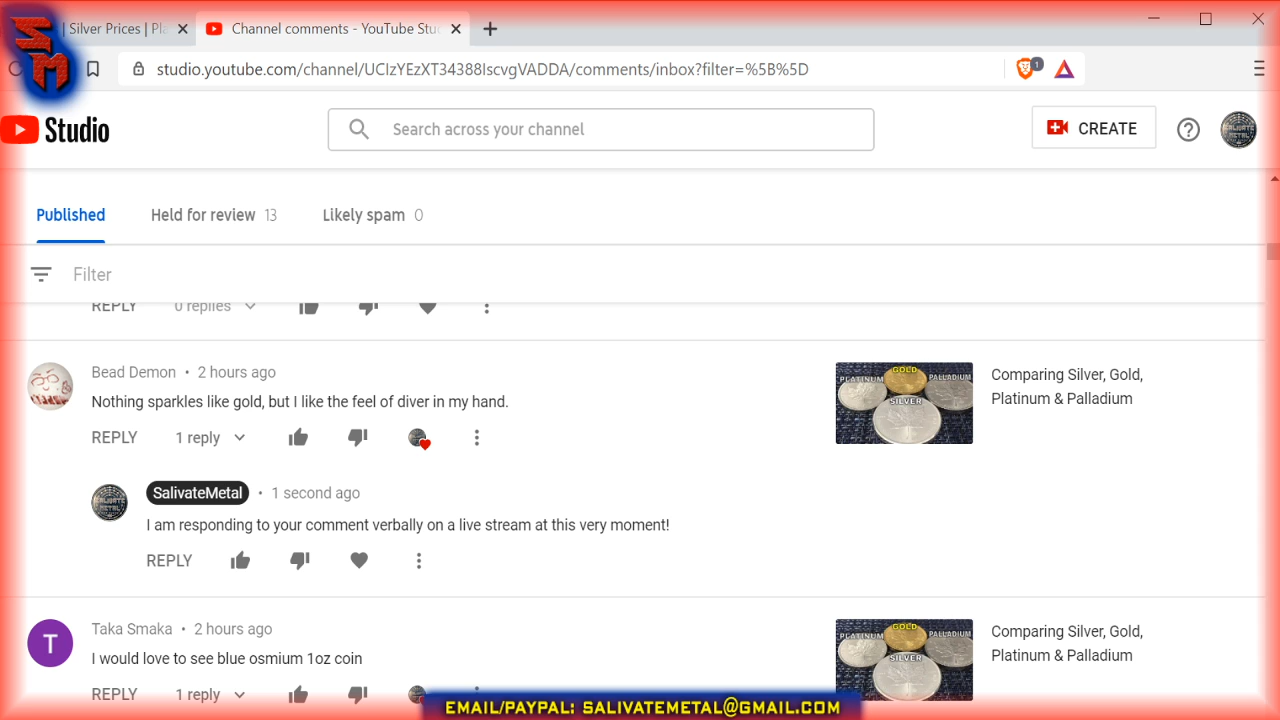 SM
| Silver Prices | Pla
Channel comments - YouTube Stu
studio.youtube.com/channel/UCIzYEzXT34388IscvgVADDA/comments/inbox?filter=%5B%5D
1
Studio
Search across your channel
CREATE
Published
Held for review 13
Likely spam 0
Filter
REPLY 0 replies
Bead Demon • 2 hours ago
Nothing sparkles like gold, but I like the feel of diver in my hand.
REPLY 1 reply
PLATINUM GOLD PALLADIUM
SILVER
Comparing Silver, Gold,
Platinum & Palladium
SalivateMetal • 1 second ago
I am responding to your comment verbally on a live stream at this very moment!
REPLY
T
Taka Smaka • 2 hours ago
I would love to see blue osmium 1oz coin
REPLY 1 reply
PLATINUM GOLD PALLADIUM
SILVER
Comparing Silver, Gold,
Platinum & Palladium
EMAIL/PAYPAL: SALIVATEMETAL@GMAIL.COM